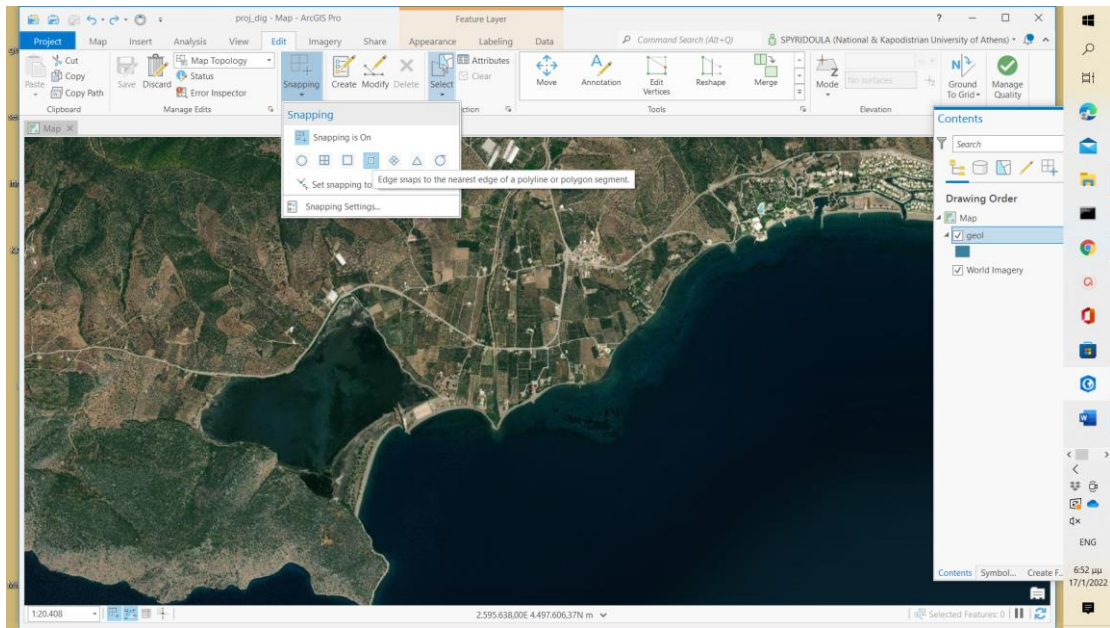 proj_dig - Map - ArcGIS Pro
Feature Layer
?
Project Map Insert Analysis View Edit Imagery Share Appearance Labeling Data
Command Search (Alt+Q)
SPYRIDOULA (National & Kapodistrian University of Athens)
Paste
Cut
Copy
Copy Path
Clipboard
Save Discard
Map Topology
Status
Error Inspector
Manage Edits
Snapping
Create Modify Delete
Select
Attributes
Clear
ction
Move
Annotation
Edit Vertices
Reshape
Merge
Tools
Mode
No surfaces
Elevation
Ground To Grid
Manage Quality
Map
Snapping
Snapping is On
Edge snaps to the nearest edge of a polyline or polygon segment.
Set snapping to
Snapping Settings...
Contents
Search
Drawing Order
Map
geol
World Imagery
Contents Symbol... Create F...
1:20.408
2.595.638,00E 4.497.606,37N m
Selected Features: 0
ENG
6:52 μμ
17/1/2022